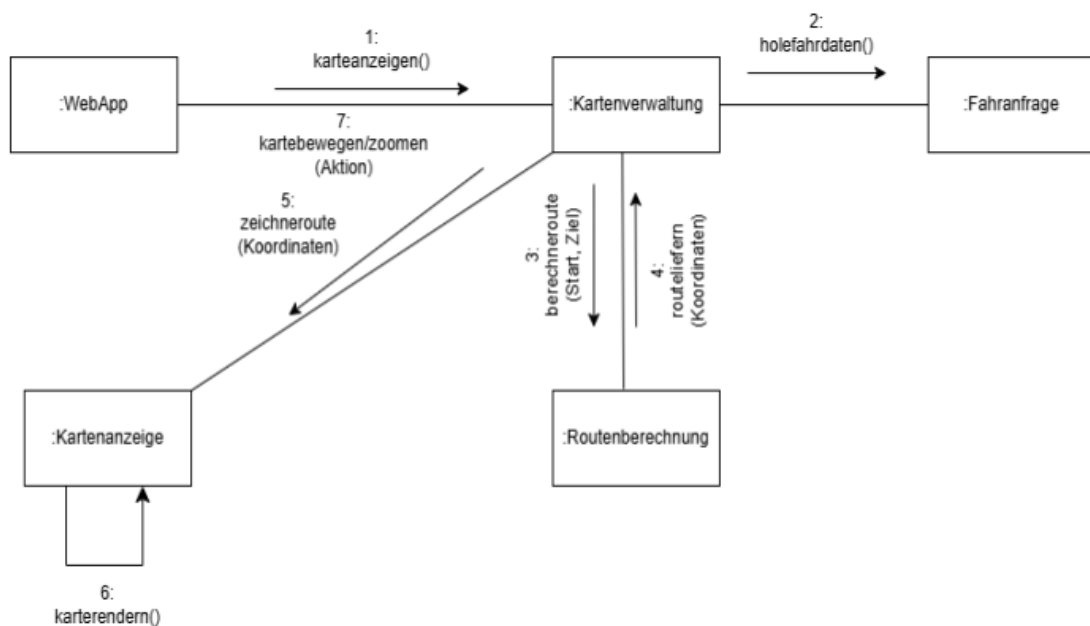 1:
karteanzeigen()
2:
holefahrdaten()
:WebApp
:Kartenverwaltung
:Fahranfrage
7:
kartebewegen/zoomen
(Aktion)
5:
zeichneroute
(Koordinaten)
3:
berechneroute
(Start, Ziel)
4:
routeliefern
(Koordinaten)
:Kartenanzeige
:Routenberechnung
6:
karterendern()